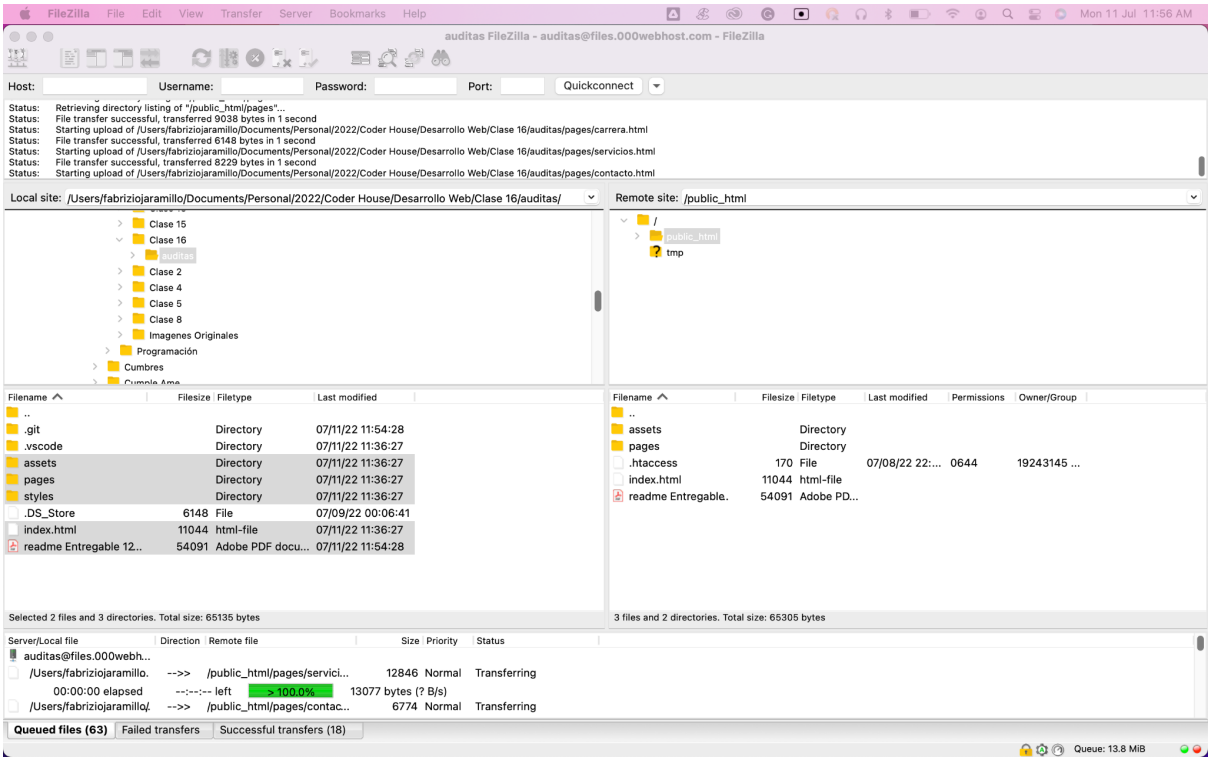 FileZilla File Edit View Transfer Server Bookmarks Help Mon 11 Jul 11:56 AM
auditas FileZilla - auditas@files.000webhost.com - FileZilla
Host: Username: Password: Port: Quickconnect
Status: Retrieving directory listing of "/public_html/pages"...
Status: File transfer successful, transferred 9038 bytes in 1 second
Status: Starting upload of /Users/fabriziojaramillo/Documents/Personal/2022/Coder House/Desarrollo Web/Clase 16/auditas/pages/carrera.html
Status: File transfer successful, transferred 6148 bytes in 1 second
Status: Starting upload of /Users/fabriziojaramillo/Documents/Personal/2022/Coder House/Desarrollo Web/Clase 16/auditas/pages/servicios.html
Status: File transfer successful, transferred 8229 bytes in 1 second
Status: Starting upload of /Users/fabriziojaramillo/Documents/Personal/2022/Coder House/Desarrollo Web/Clase 16/auditas/pages/contacto.html
Local site: /Users/fabriziojaramillo/Documents/Personal/2022/Coder House/Desarrollo Web/Clase 16/auditas/
Clase 15
Clase 16
auditas
Clase 2
Clase 4
Clase 5
Clase 8
Imagenes Originales
Programación
Cumbres
Cumple Ame
Remote site: /public_html
/
public_html
? tmp
Filename Filesize Filetype Last modified
..
.git Directory 07/11/22 11:54:28
.vscode Directory 07/11/22 11:36:27
assets Directory 07/11/22 11:36:27
pages Directory 07/11/22 11:36:27
styles Directory 07/11/22 11:36:27
.DS_Store 6148 File 07/09/22 00:06:41
index.html 11044 html-file 07/11/22 11:36:27
readme Entregable 12... 54091 Adobe PDF docu... 07/11/22 11:54:28
Selected 2 files and 3 directories. Total size: 65135 bytes
Filename Filesize Filetype Last modified Permissions Owner/Group
..
assets Directory
pages Directory
.htaccess 170 File 07/08/22 22:... 0644 19243145 ...
index.html 11044 html-file
readme Entregable.. 54091 Adobe PD...
3 files and 2 directories. Total size: 65305 bytes
Server/Local file Direction Remote file Size Priority Status
auditas@files.000webh...
/Users/fabriziojaramillo. -->> /public_html/pages/servici... 12846 Normal Transferring
00:00:00 elapsed --:--:-- left > 100.0% 13077 bytes (? B/s)
/Users/fabriziojaramillo/. -->> /public_html/pages/contac... 6774 Normal Transferring
Queued files (63) Failed transfers Successful transfers (18)
Queue: 13.8 MiB